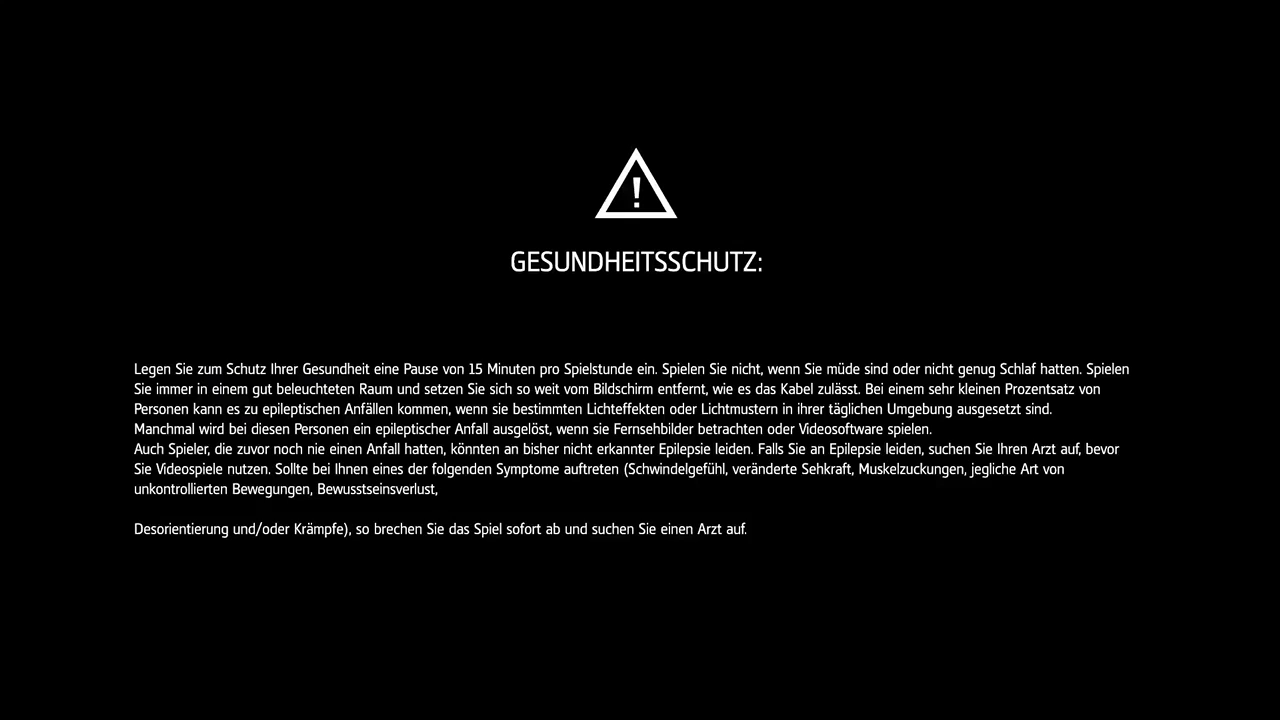 !
GESUNDHEITSSCHUTZ:
Legen Sie zum Schutz Ihrer Gesundheit eine Pause von 15 Minuten pro Spielstunde ein. Spielen Sie nicht, wenn Sie müde sind oder nicht genug Schlaf hatten. Spielen
Sie immer in einem gut beleuchteten Raum und setzen Sie sich so weit vom Bildschirm entfernt, wie es das Kabel zulässt. Bei einem sehr kleinen Prozentsatz von
Personen kann es zu epileptischen Anfällen kommen, wenn sie bestimmten Lichteffekten oder Lichtmustern in ihrer täglichen Umgebung ausgesetzt sind.
Manchmal wird bei diesen Personen ein epileptischer Anfall ausgelöst, wenn sie Fernsehbilder betrachten oder Videosoftware spielen.
Auch Spieler, die zuvor noch nie einen Anfall hatten, könnten an bisher nicht erkannter Epilepsie leiden. Falls Sie an Epilepsie leiden, suchen Sie Ihren Arzt auf, bevor
Sie Videospiele nutzen. Sollte bei Ihnen eines der folgenden Symptome auftreten (Schwindelgefühl, veränderte Sehkraft, Muskelzuckungen, jegliche Art von
unkontrollierten Bewegungen, Bewusstseinsverlust,
Desorientierung und/oder Krämpfe), so brechen Sie das Spiel sofort ab und suchen Sie einen Arzt auf.